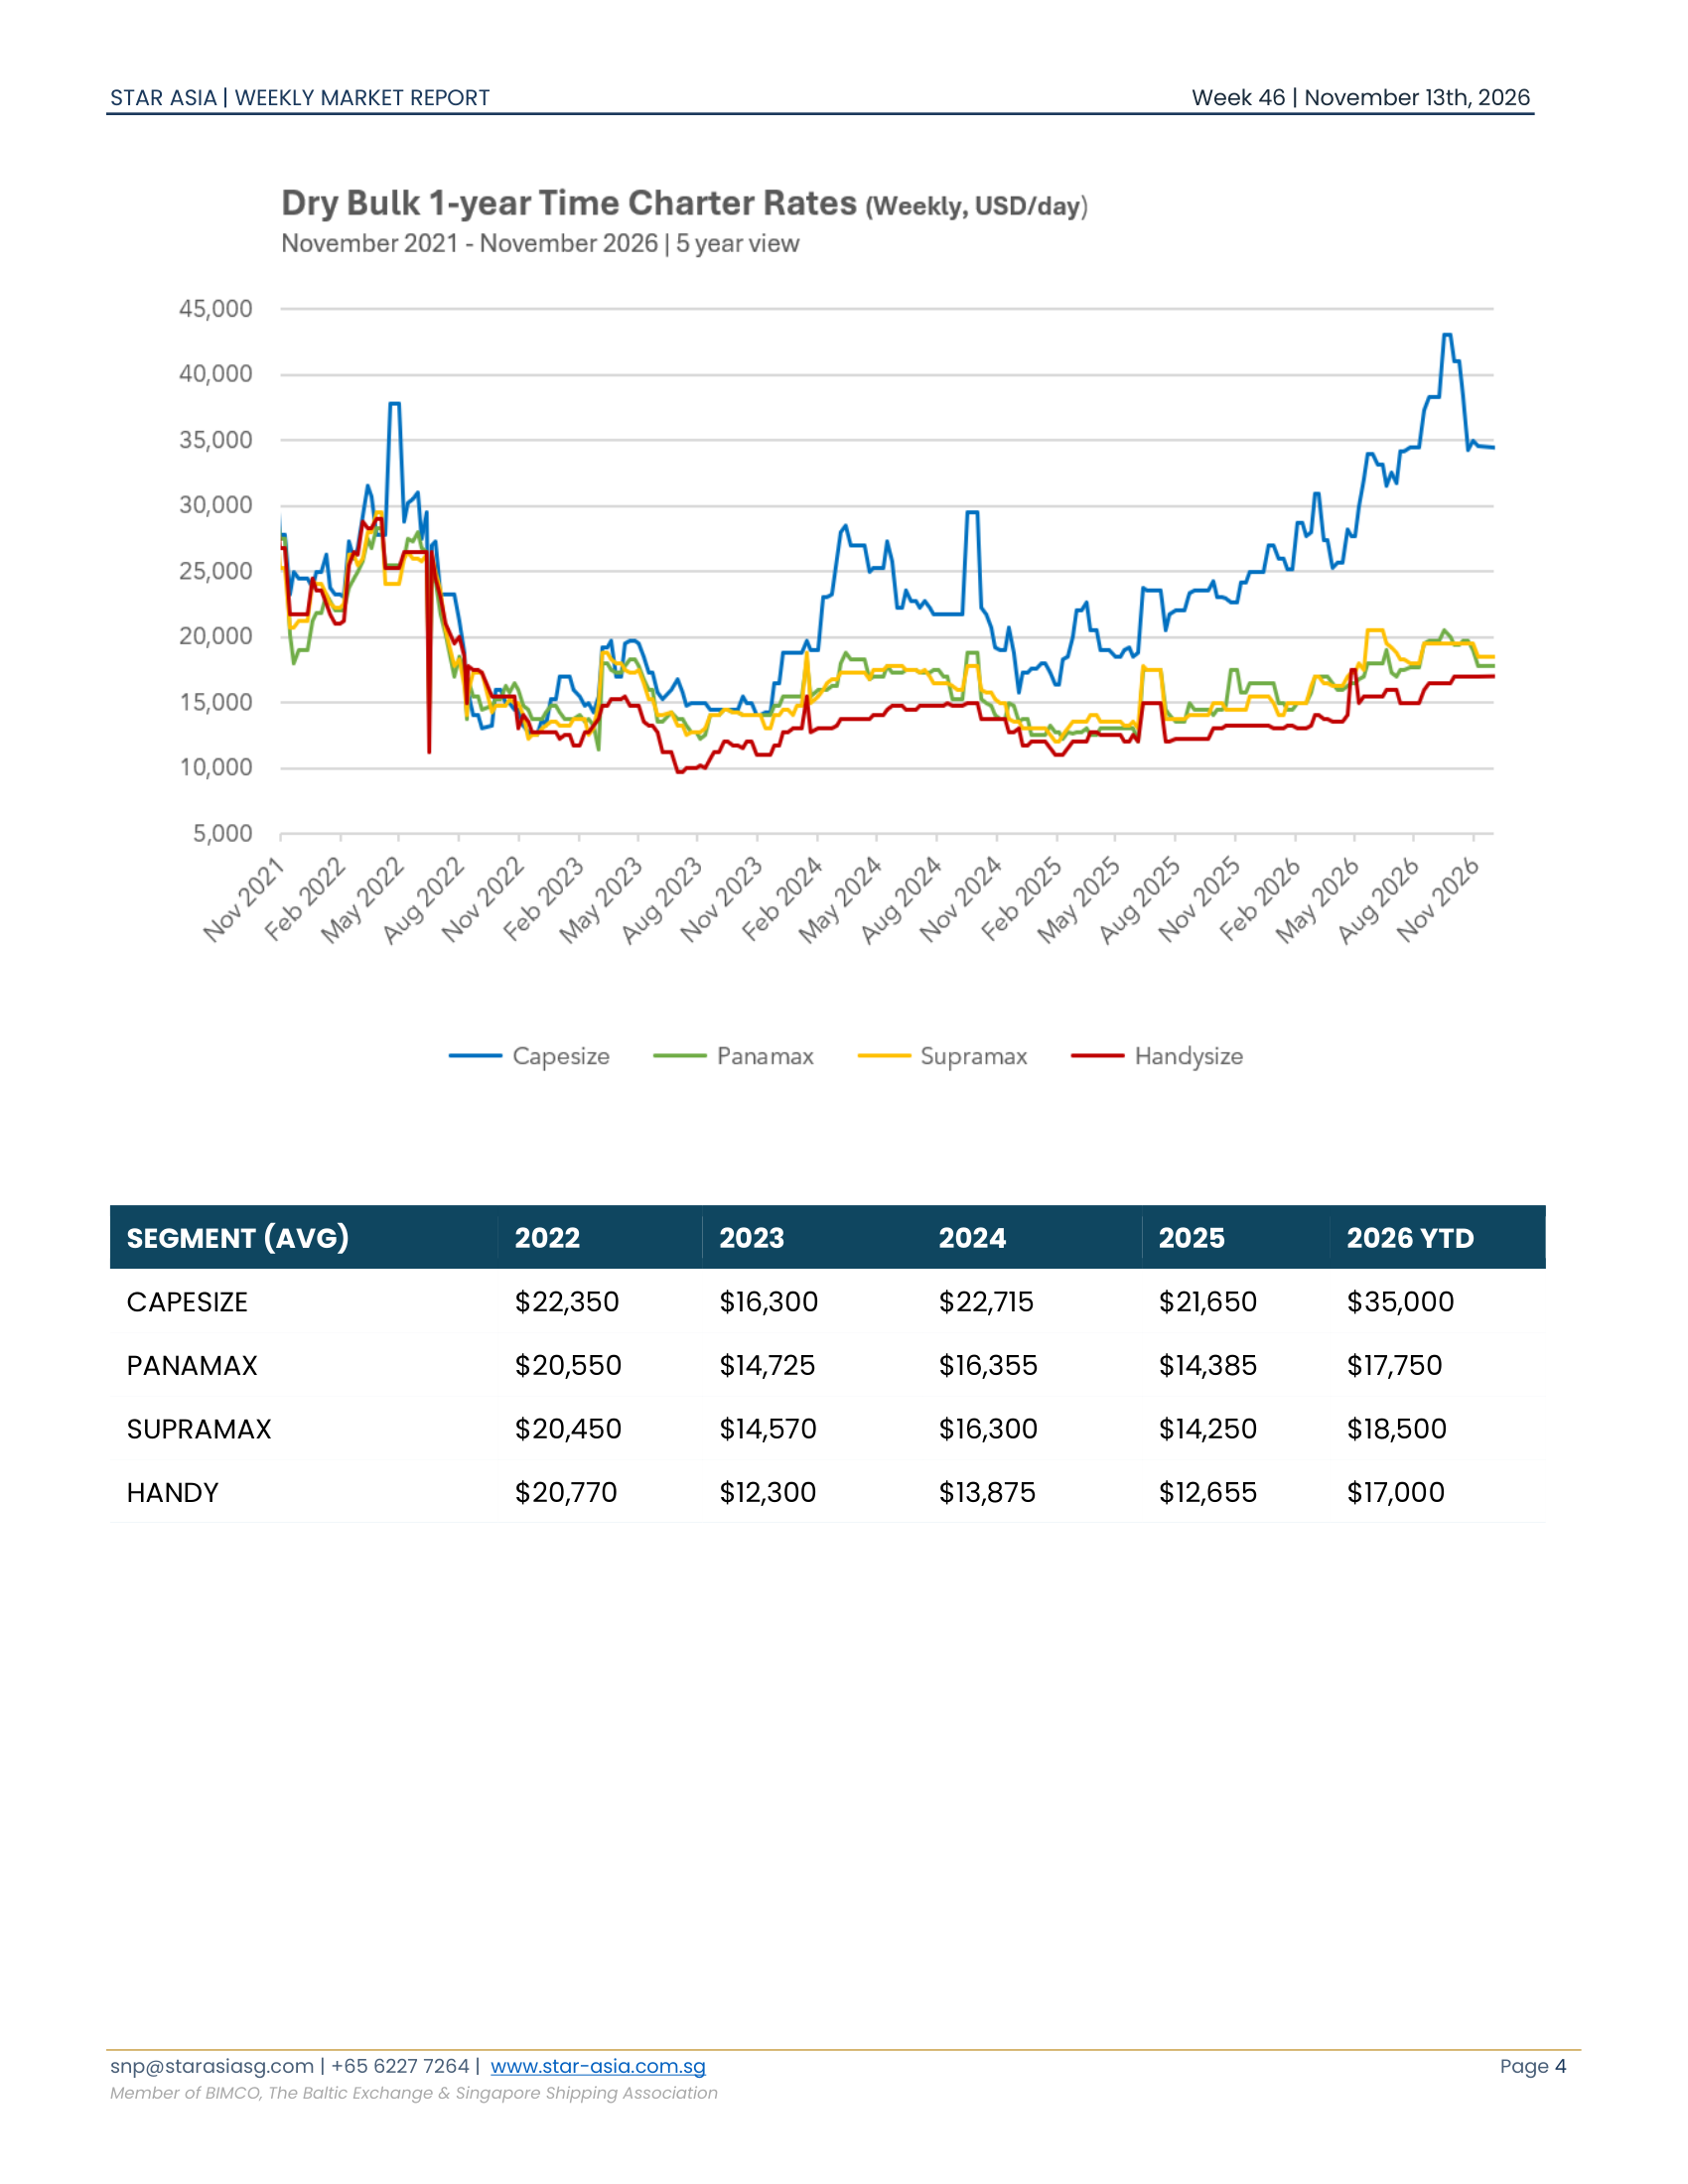 STAR ASIA | WEEKLY MARKET REPORT Week 46 | November 13th, 2026
Dry Bulk 1-year Time Charter Rates (Weekly, USD/day)
November 2021 - November 2026 | 5 year view
45,000
40,000
35,000
30,000
25,000
20,000
15,000
10,000
5,000
Nov 2021 Feb 2022 May 2022 Aug 2022 Nov 2022 Feb 2023 May 2023 Aug 2023 Nov 2023 Feb 2024 May 2024 Aug 2024 Nov 2024 Feb 2025 May 2025 Aug 2025 Nov 2025 Feb 2026 May 2026 Aug 2026 Nov 2026
Capesize Panamax Supramax Handysize
SEGMENT (AVG) 2022 2023 2024 2025 2026 YTD
CAPESIZE $22,350 $16,300 $22,715 $21,650 $35,000
PANAMAX $20,550 $14,725 $16,355 $14,385 $17,750
SUPRAMAX $20,450 $14,570 $16,300 $14,250 $18,500
HANDY $20,770 $12,300 $13,875 $12,655 $17,000
snp@starasiasg.com | +65 6227 7264 | www.star-asia.com.sg Page 4
Member of BIMCO, The Baltic Exchange & Singapore Shipping Association